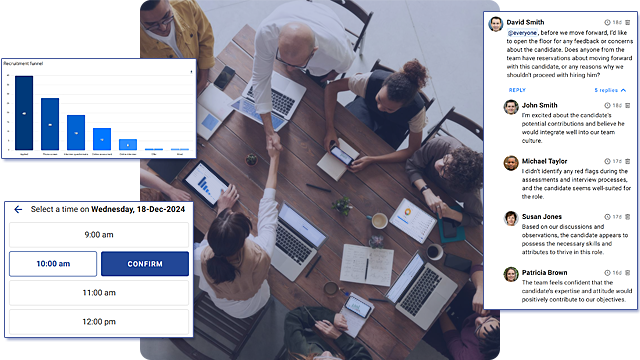 Recruitment funnel
Select a time on Wednesday, 18-Dec-2024
9:00 am
10:00 am
CONFIRM
11:00 am
12:00 pm
David Smith
18d
@everyone, before we move forward, I'd like
to open the floor for any feedback or concerns
about the candidate. Does anyone from the
team have reservations about moving forward
with this candidate, or any reasons why we
shouldn't proceed with hiring him?
REPLY
5 replies
John Smith
18d
I'm excited about the candidate's
potential contributions and believe he
would integrate well into our team
culture.
Michael Taylor
17d
I didn't identify any red flags during the
assessments and interview processes,
and the candidate seems well-suited for
the role.
Susan Jones
17d
Based on our discussions and
observations, the candidate appears to
possess the necessary skills and
attributes to thrive in this role.
Patricia Brown
16d
The team feels confident that the
candidate's expertise and attitude would
positively contribute to our objectives.